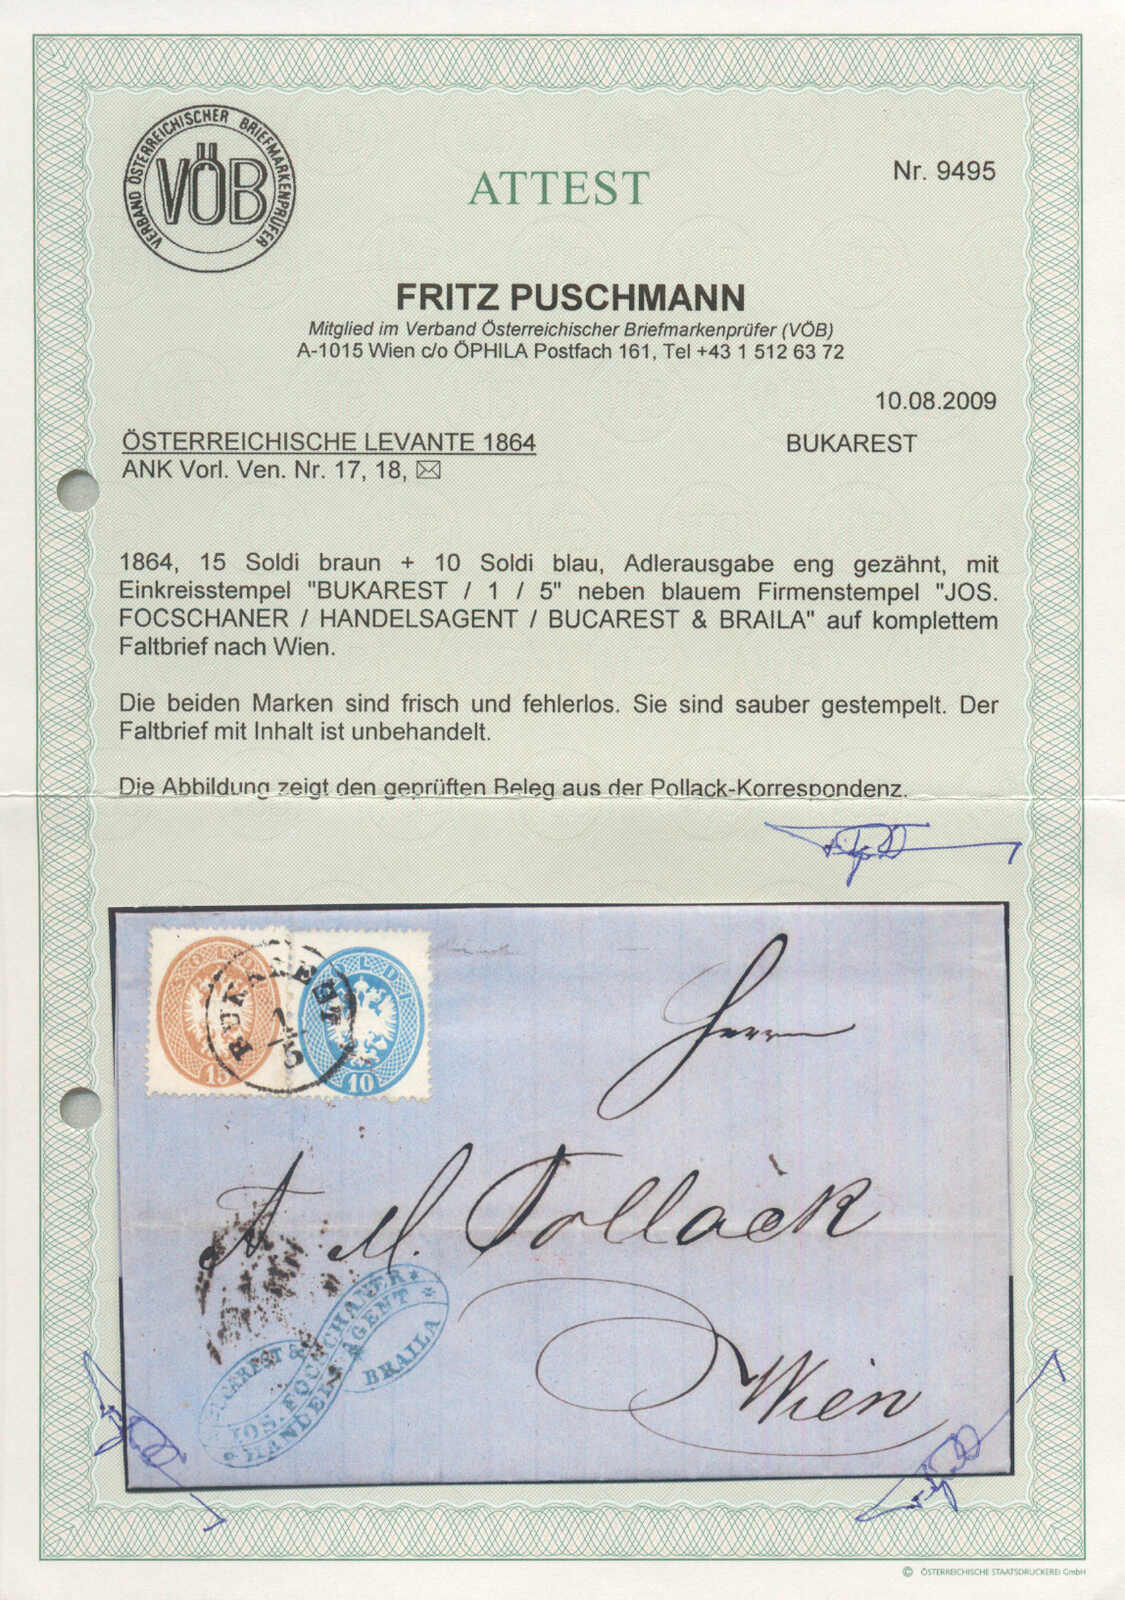 VERBAND ÖSTERREICHISCHER BRIEFMARKENPRÜFER
VÖB
ATTEST
Nr. 9495
FRITZ PUSCHMANN
Mitglied im Verband Österreichischer Briefmarkenprüfer (VÖB)
A-1015 Wien c/o ÖPHILA Postfach 161, Tel +43 1 512 63 72
10.08.2009
ÖSTERREICHISCHE LEVANTE 1864
BUKAREST
ANK Vorl. Ven. Nr. 17, 18,
1864, 15 Soldi braun + 10 Soldi blau, Adlerausgabe eng gezähnt, mit
Einkreisstempel "BUKAREST / 1 / 5" neben blauem Firmenstempel "JOS.
FOCSCHANER / HANDELSAGENT / BUCAREST & BRAILA" auf komplettem
Faltbrief nach Wien.
Die beiden Marken sind frisch und fehlerlos. Sie sind sauber gestempelt. Der
Faltbrief mit Inhalt ist unbehandelt.
Die Abbildung zeigt den geprüften Beleg aus der Pollack-Korrespondenz.
SOLDI
15
10
BUKAREST
1
5
Herrn
A M. Pollack
Wien
BUCAREST &
JOS. FOCSCHANER
HANDELSAGENT
BRAILA
© ÖSTERREICHISCHE STAATSDRUCKEREI GmbH